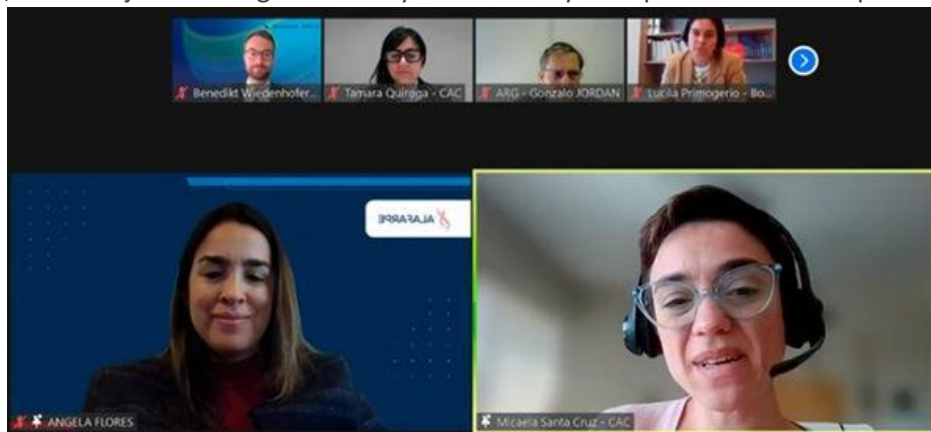 Benedikt Wiedenhofer...
Tamara Quiroga - CAC
ARG - Gonzalo JORDAN
Lucila Primogerio - Bo...
ALAFARPE
ANGELA FLORES
Micaela Santa Cruz - CAC